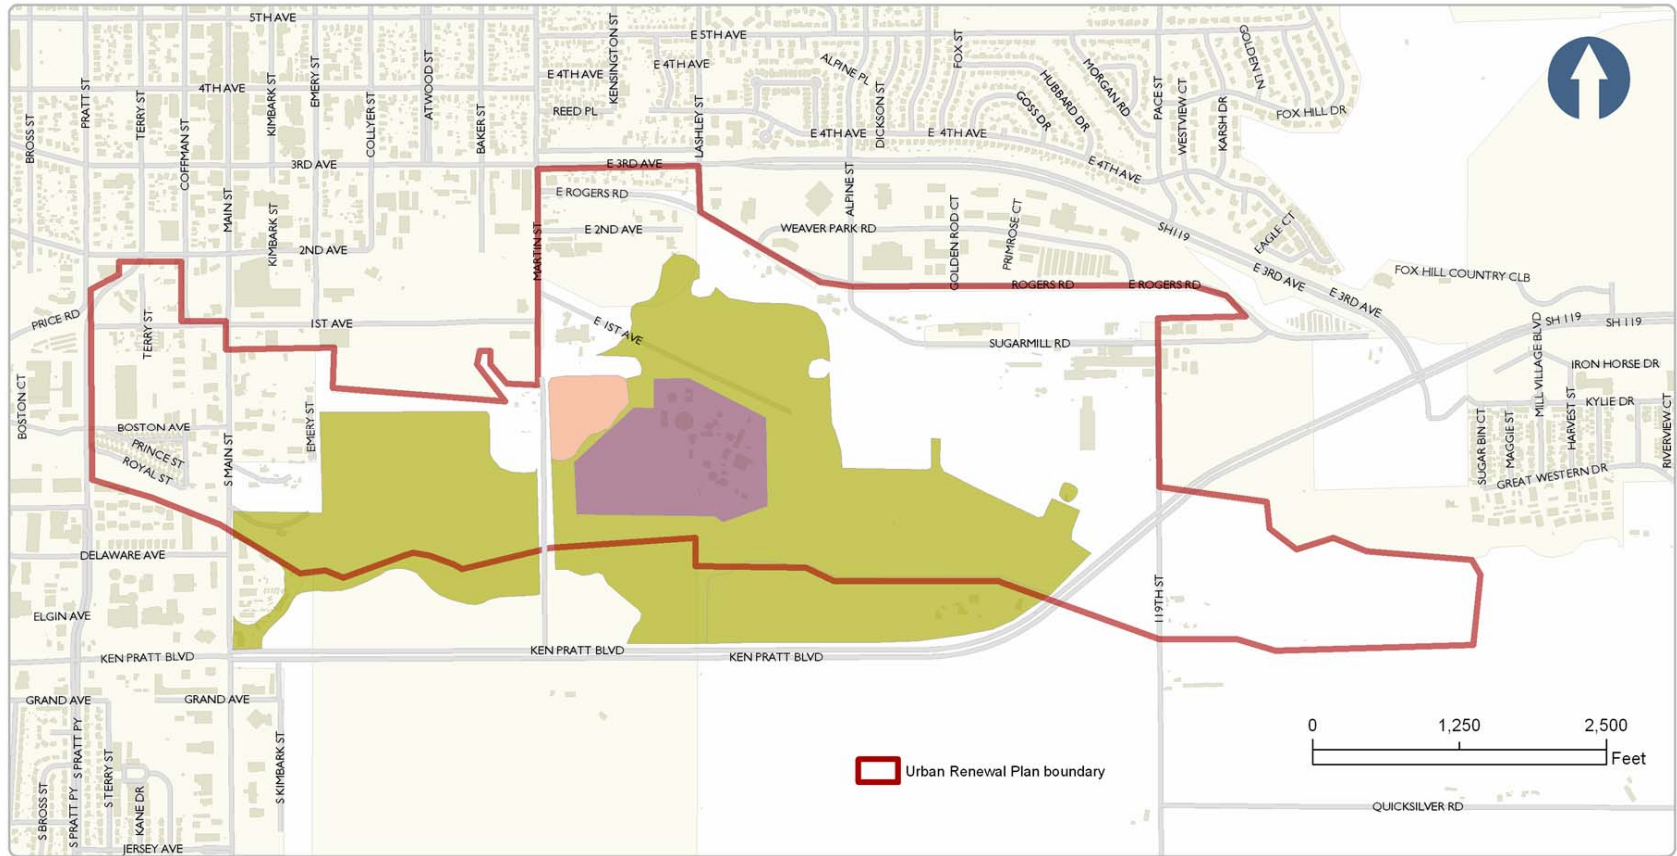 5TH AVE
E 5TH AVE
KENSINGTON ST
FOX ST
GOLDEN LN
ATWOOD ST
EMERY ST
KIMBARK ST
PRATT ST
E 4TH AVE
E 4TH AVE
ALPINE PL
HUBBARD DR
MORGAN RD
4TH AVE
TERRY ST
COLLYER ST
BAKER ST
REED PL
LASHLEY ST
DICKSON ST
GOSS DR
PACE ST
WESTVIEW CT
KARSH DR
FOX HILL DR
BROSS ST
COFFMAN ST
E 4TH AVE
E 4TH AVE
3RD AVE
E 3RD AVE
E 4TH AVE
MAIN ST
KIMBARK ST
E ROGERS RD
ALPINE ST
E 2ND AVE
WEAVER PARK RD
GOLDEN ROD CT
PRIMROSE CT
SH119
EAGLE CT
2ND AVE
MARTIN ST
E 3RD AVE
FOX HILL COUNTRY CLB
ROGERS RD
E ROGERS RD
E 3RD AVE
PRICE RD
TERRY ST
1ST AVE
E 1ST AVE
SUGARMILL RD
SH 119
SH 119
MILL VILLAGE BLVD
IRON HORSE DR
KYLIE DR
BOSTON CT
EMERY ST
BOSTON AVE
PRINCE ST
ROYAL ST
S MAIN ST
SUGAR BIN CT
MAGGIE ST
HARVEST ST
RIVERVIEW CT
GREAT WESTERN DR
DELAWARE AVE
119TH ST
ELGIN AVE
KEN PRATT BLVD
KEN PRATT BLVD
KEN PRATT BLVD
GRAND AVE
GRAND AVE
S PRATT PY
S PRATT PY
S TERRY ST
S KIMBARK ST
S BROSS ST
KANE DR
JERSEY AVE
0 1,250 2,500
Feet
Urban Renewal Plan boundary
QUICKSILVER RD